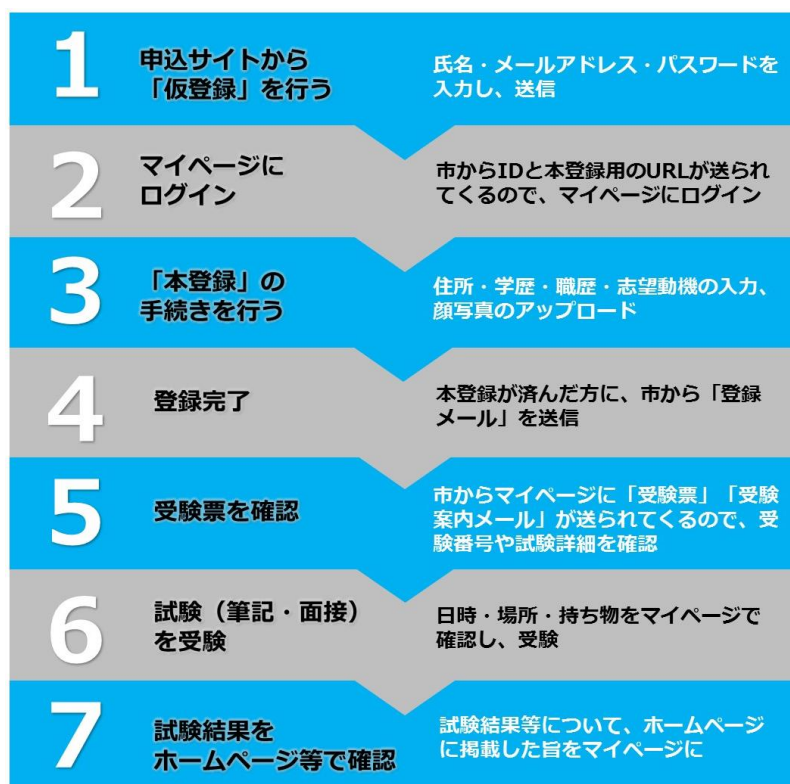 1
申込サイトから
「仮登録」を行う
氏名・メールアドレス・パスワードを
入力し、送信
2
マイページに
ログイン
市からIDと本登録用のURLが送られ
てくるので、マイページにログイン
3
「本登録」の
手続きを行う
住所・学歴・職歴・志望動機の入力、
顔写真のアップロード
4
登録完了
本登録が済んだ方に、市から「登録
メール」を送信
5
受験票を確認
市からマイページに「受験票」「受験
案内メール」が送られてくるので、受
験番号や試験詳細を確認
6
試験（筆記・面接）
を受験
日時・場所・持ち物をマイページで
確認し、受験
7
試験結果を
ホームページ等で確認
試験結果等について、ホームページ
に掲載した旨をマイページに